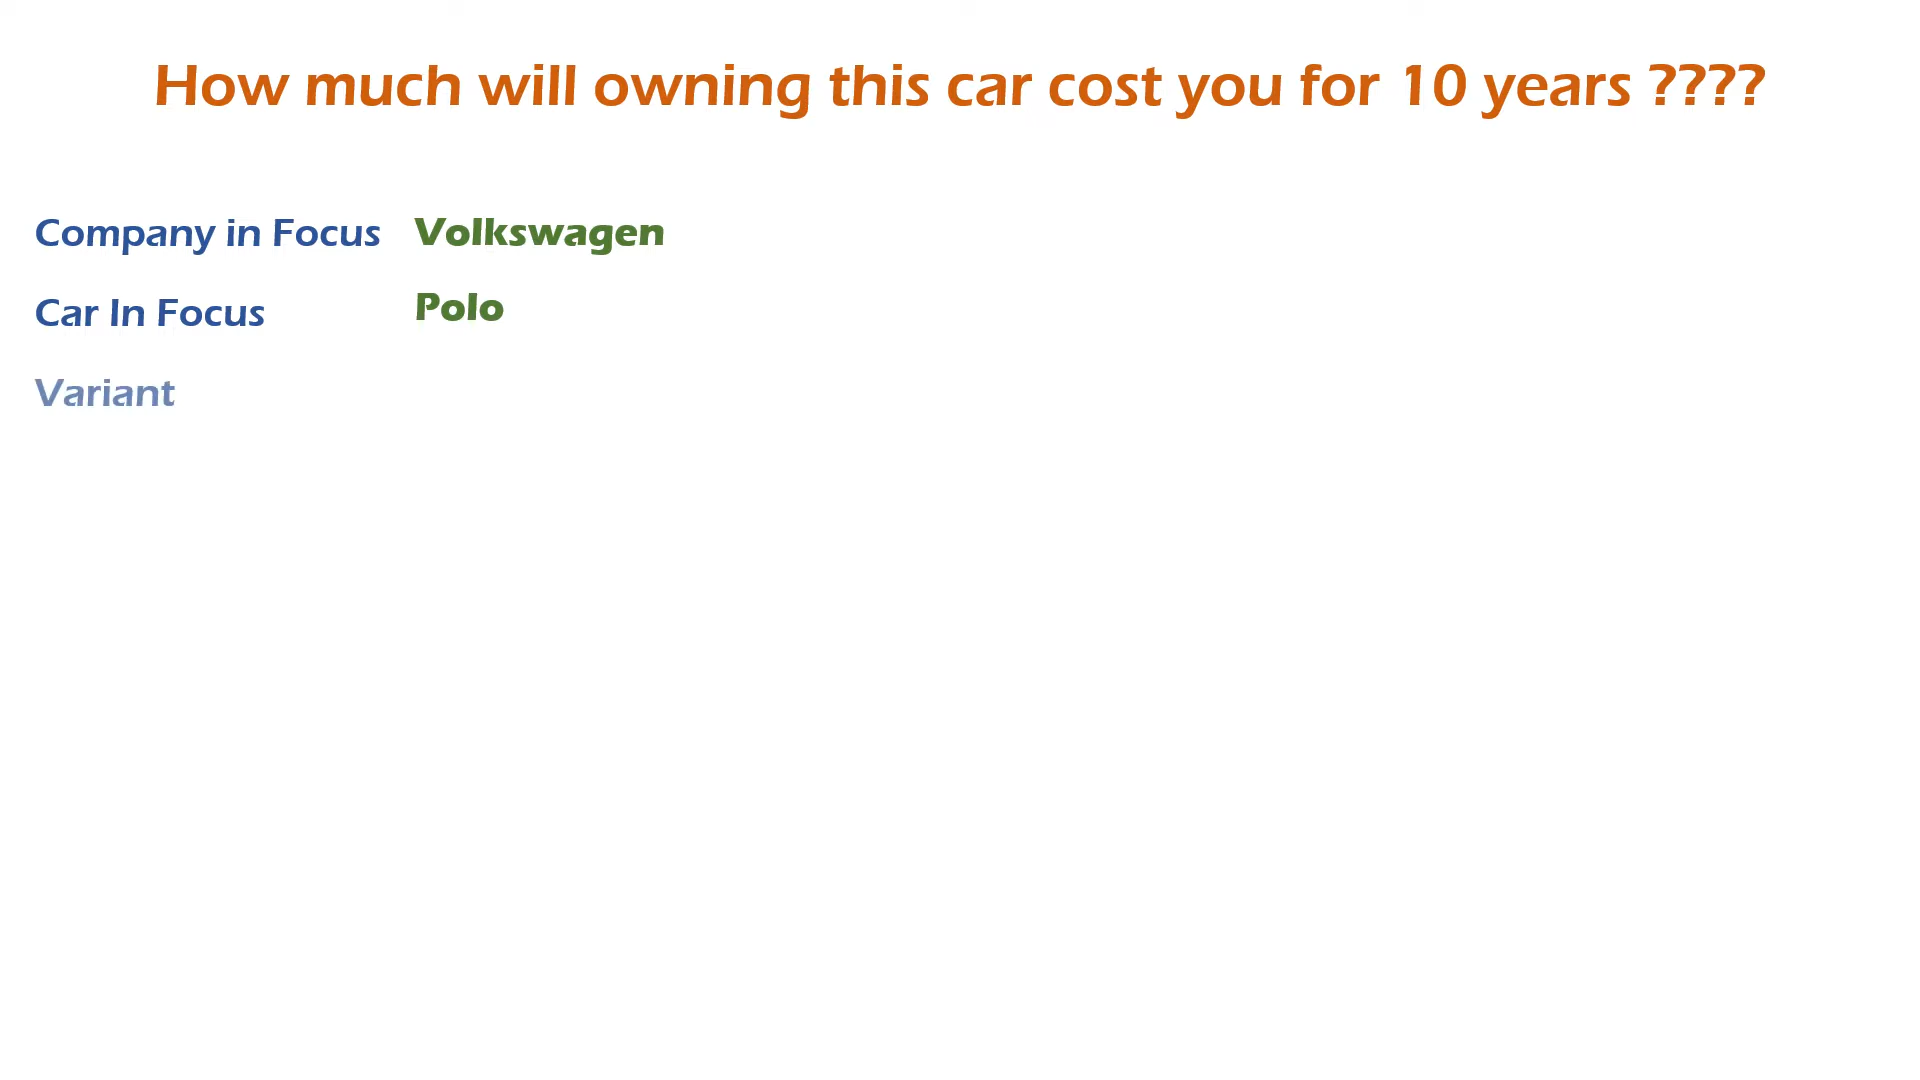 How much will owning this car cost you for 10 years ????
Company in Focus Volkswagen
Car In Focus Polo
Variant